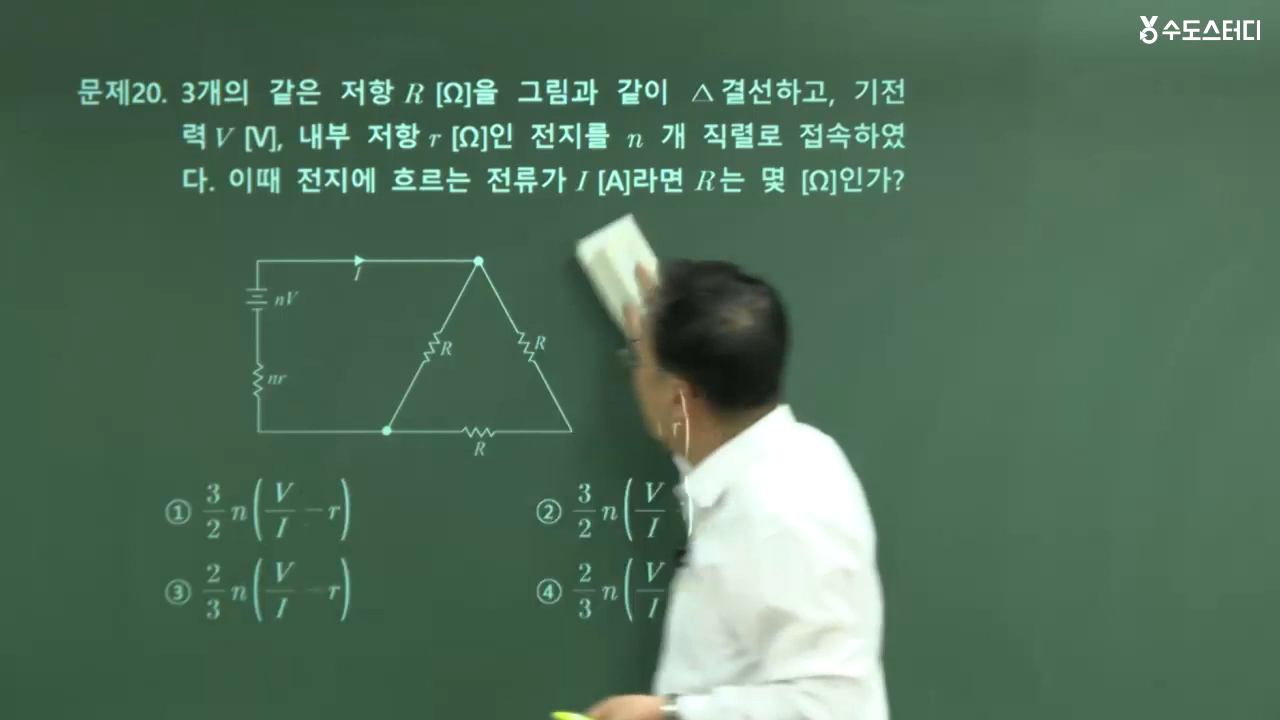 수도스터디
문제20. 3개의 같은 저항 R [Ω]을 그림과 같이 △결선하고, 기전
력 V [V], 내부 저항 r [Ω]인 전지를 n 개 직렬로 접속하였
다. 이때 전지에 흐르는 전류가 I [A]라면 R는 몇 [Ω]인가?
I
nV
R
R
nr
R
① 3/2 n(V/I - r)
② 3/2 n(V/I
③ 2/3 n(V/I - r)
④ 2/3 n(V/I